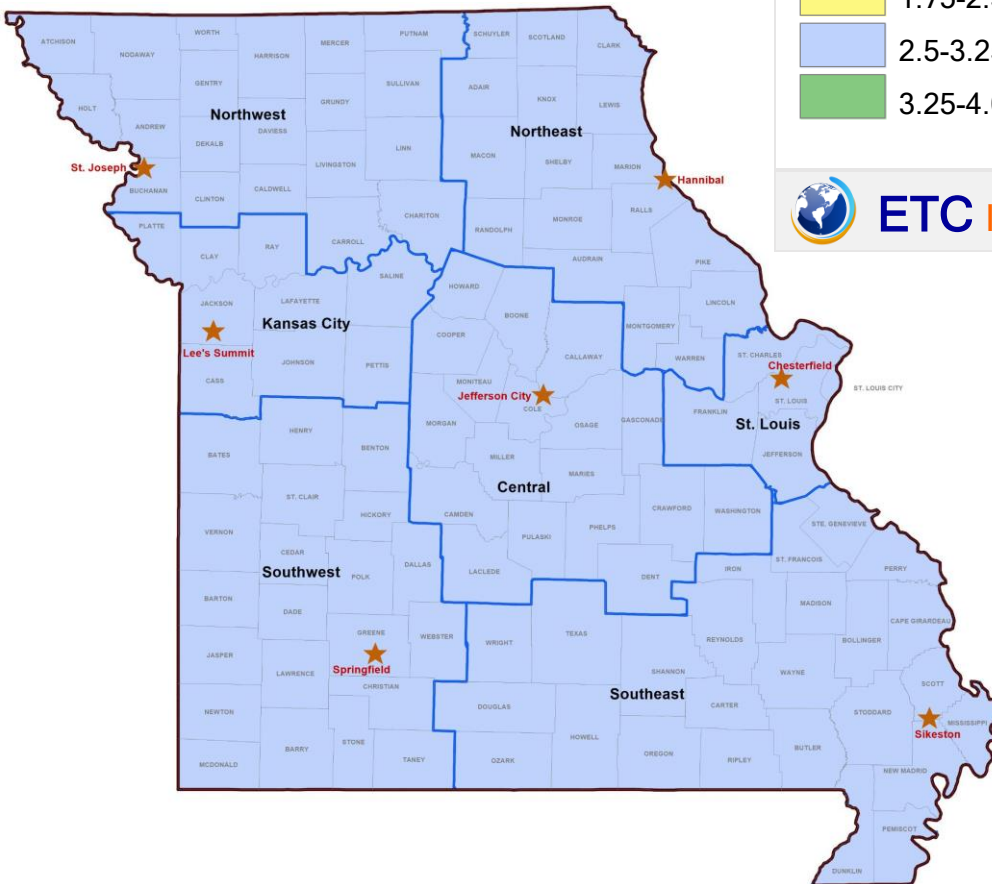 2.5-3.2
3.25-4.
ETC
ATCHISON
NODAWAY
WORTH
HARRISON
MERCER
PUTNAM
SCHUYLER
SCOTLAND
CLARK
HOLT
GENTRY
GRUNDY
SULLIVAN
ADAIR
KNOX
LEWIS
Northwest
ANDREW
DEKALB
DAVIESS
LINN
Northeast
St. Joseph
BUCHANAN
CLINTON
CALDWELL
LIVINGSTON
MACON
SHELBY
MARION
Hannibal
CHARITON
RANDOLPH
MONROE
RALLS
PLATTE
CLAY
RAY
CARROLL
SALINE
AUDRAIN
PIKE
JACKSON
LAFAYETTE
HOWARD
BOONE
LINCOLN
Kansas City
Lee's Summit
JOHNSON
PETTIS
COOPER
CALLAWAY
MONTGOMERY
WARREN
ST. CHARLES
Chesterfield
CASS
MONITEAU
Jefferson City
COLE
ST. LOUIS
ST. LOUIS CITY
HENRY
MORGAN
OSAGE
GASCONADE
FRANKLIN
St. Louis
BATES
BENTON
MILLER
MARIES
JEFFERSON
Central
ST. CLAIR
HICKORY
CAMDEN
PULASKI
PHELPS
CRAWFORD
WASHINGTON
STE. GENEVIEVE
VERNON
CEDAR
DALLAS
LACLEDE
DENT
IRON
ST. FRANCOIS
PERRY
Southwest
POLK
BARTON
DADE
MADISON
CAPE GIRARDEAU
GREENE
WEBSTER
WRIGHT
TEXAS
REYNOLDS
BOLLINGER
JASPER
LAWRENCE
Springfield
CHRISTIAN
SHANNON
WAYNE
SCOTT
Southeast
NEWTON
DOUGLAS
CARTER
STODDARD
MISSISSIPPI
Sikeston
MCDONALD
BARRY
STONE
TANEY
OZARK
HOWELL
OREGON
RIPLEY
BUTLER
NEW MADRID
PEMISCOT
DUNKLIN